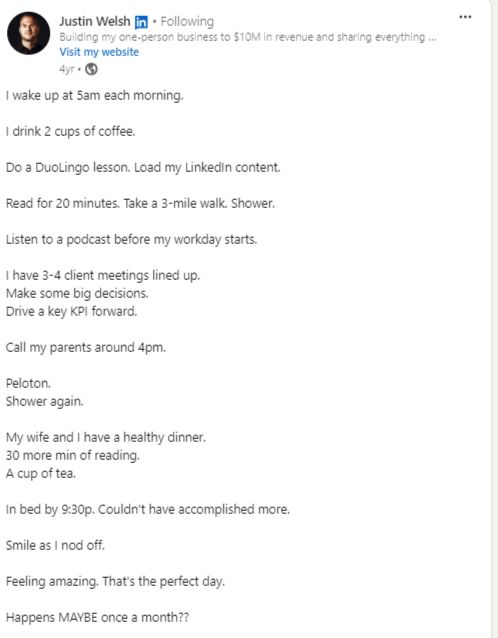 Justin Welsh in • Following
Building my one-person business to $10M in revenue and sharing everything ...
Visit my website
4yr •
I wake up at 5am each morning.
I drink 2 cups of coffee.
Do a DuoLingo lesson. Load my LinkedIn content.
Read for 20 minutes. Take a 3-mile walk. Shower.
Listen to a podcast before my workday starts.
I have 3-4 client meetings lined up.
Make some big decisions.
Drive a key KPI forward.
Call my parents around 4pm.
Peloton.
Shower again.
My wife and I have a healthy dinner.
30 more min of reading.
A cup of tea.
In bed by 9:30p. Couldn't have accomplished more.
Smile as I nod off.
Feeling amazing. That's the perfect day.
Happens MAYBE once a month??